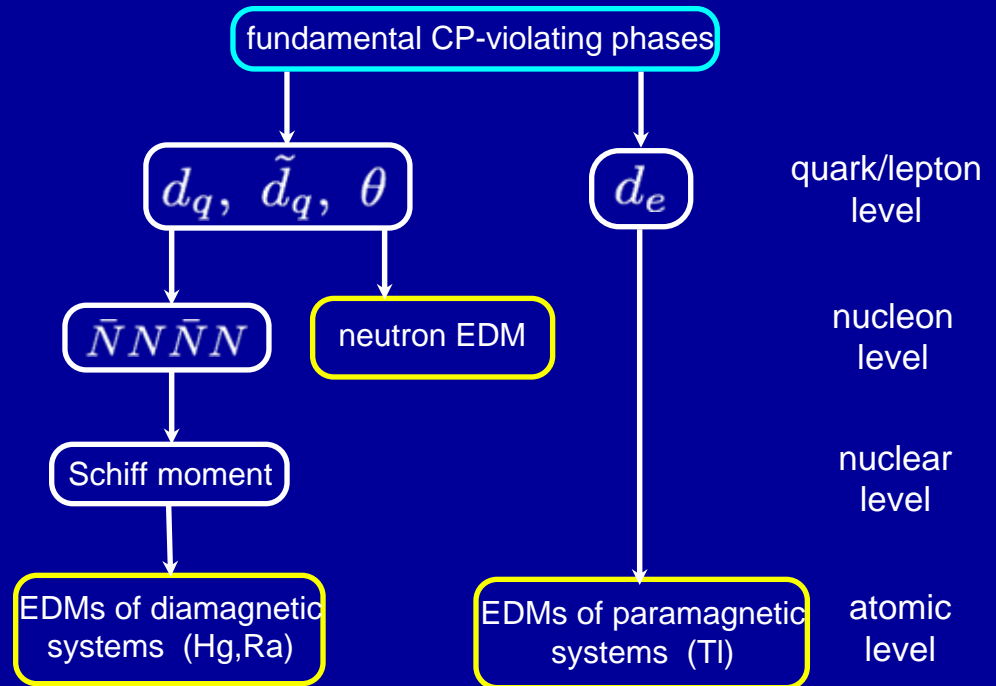 fundamental CP-violating phases
d_q, d̃_q, θ
d_e
quark/lepton
level
N̄NN̄N
neutron EDM
nucleon
level
Schiff moment
nuclear
level
EDMs of diamagnetic
systems (Hg,Ra)
EDMs of paramagnetic
systems (Tl)
atomic
level